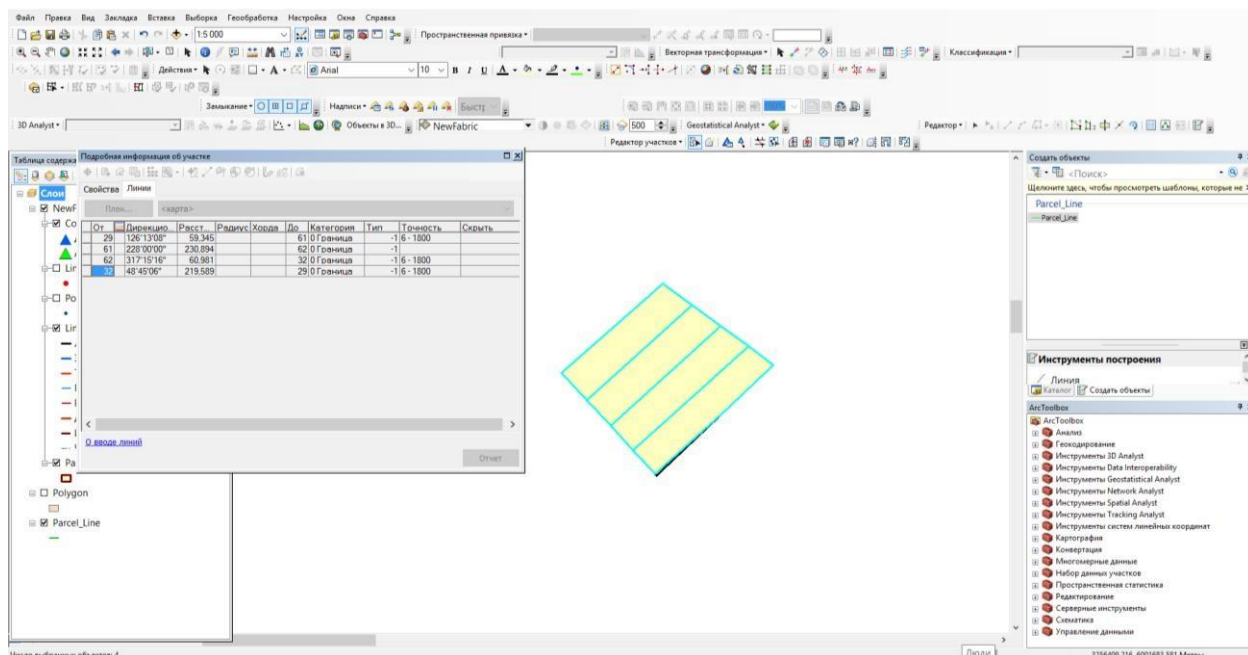 Файл Правка Вид Закладка Вставка Выборка Геообработка Настройка Окна Справка
1:5 000 Пространственная привязка
Векторная трансформация Классификация
Действия Arial 10
Замыкание Надписи Быстр
3D Analyst Объекты в 3D... NewFabric 500 Geostatistical Analyst Редактор
Редактор участков
Таблица содержа
Слои
NewF
Co
Lir
Po
Lir
Pa
Polygon
Parcel_Line
Подробная информация об участке
Свойства Линии
План... <карта>
От Дирекцио... Расст... Радиус Хорда До Категория Тип Точность Скрыть
29 126°13'08" 59.345 61 0 Граница -1 6 - 1800
61 228°00'00" 230.894 62 0 Граница -1
62 317°15'16" 60.981 32 0 Граница -1 6 - 1800
32 48°45'06" 219.589 29 0 Граница -1 6 - 1800
О вводе линий
Отчет
Создать объекты
<Поиск>
Щелкните здесь, чтобы просмотреть шаблоны, которые не
Parcel_Line
Parcel_Line
Инструменты построения
Линия
Каталог Создать объекты
ArcToolbox
ArcToolbox
Анализ
Геокодирование
Инструменты 3D Analyst
Инструменты Data Interoperability
Инструменты Geostatistical Analyst
Инструменты Network Analyst
Инструменты Spatial Analyst
Инструменты Tracking Analyst
Инструменты систем линейных координат
Картография
Конвертация
Многомерные данные
Набор данных участков
Пространственная статистика
Редактирование
Серверные инструменты
Схематика
Управление данными
Люди